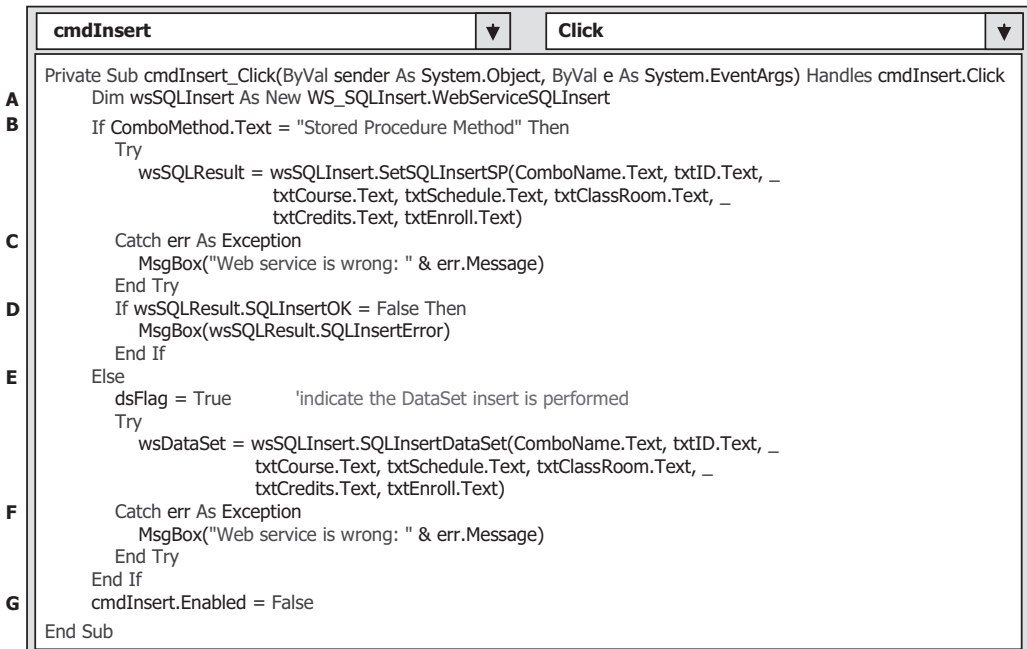 cmdInsert Click
Private Sub cmdInsert_Click(ByVal sender As System.Object, ByVal e As System.EventArgs) Handles cmdInsert.Click
A Dim wsSQLInsert As New WS_SQLInsert.WebServiceSQLInsert
B If ComboMethod.Text = "Stored Procedure Method" Then
Try
wsSQLResult = wsSQLInsert.SetSQLInsertSP(ComboName.Text, txtID.Text, _
txtCourse.Text, txtSchedule.Text, txtClassRoom.Text, _
txtCredits.Text, txtEnroll.Text)
C Catch err As Exception
MsgBox("Web service is wrong: " & err.Message)
End Try
D If wsSQLResult.SQLInsertOK = False Then
MsgBox(wsSQLResult.SQLInsertError)
End If
E Else
dsFlag = True 'indicate the DataSet insert is performed
Try
wsDataSet = wsSQLInsert.SQLInsertDataSet(ComboName.Text, txtID.Text, _
txtCourse.Text, txtSchedule.Text, txtClassRoom.Text, _
txtCredits.Text, txtEnroll.Text)
F Catch err As Exception
MsgBox("Web service is wrong: " & err.Message)
End Try
End If
G cmdInsert.Enabled = False
End Sub